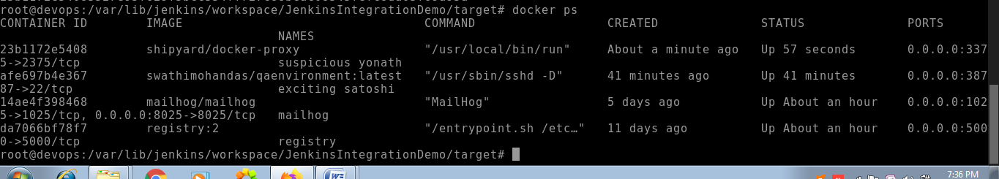 root@devops:/var/lib/jenkins/workspace/JenkinsIntegrationDemo/target# docker ps
CONTAINER ID IMAGE COMMAND CREATED STATUS PORTS
NAMES
23b1172e5408 shipyard/docker-proxy "/usr/local/bin/run" About a minute ago Up 57 seconds 0.0.0.0:337
5->2375/tcp suspicious yonath
afe697b4e367 swathimohandas/qaenvironment:latest "/usr/sbin/sshd -D" 41 minutes ago Up 41 minutes 0.0.0.0:387
87->22/tcp exciting satoshi
14ae4f398468 mailhog/mailhog "MailHog" 5 days ago Up About an hour 0.0.0.0:102
5->1025/tcp, 0.0.0.0:8025->8025/tcp mailhog
da7066bf78f7 registry:2 "/entrypoint.sh /etc…" 11 days ago Up About an hour 0.0.0.0:500
0->5000/tcp registry
root@devops:/var/lib/jenkins/workspace/JenkinsIntegrationDemo/target#
7:36 PM